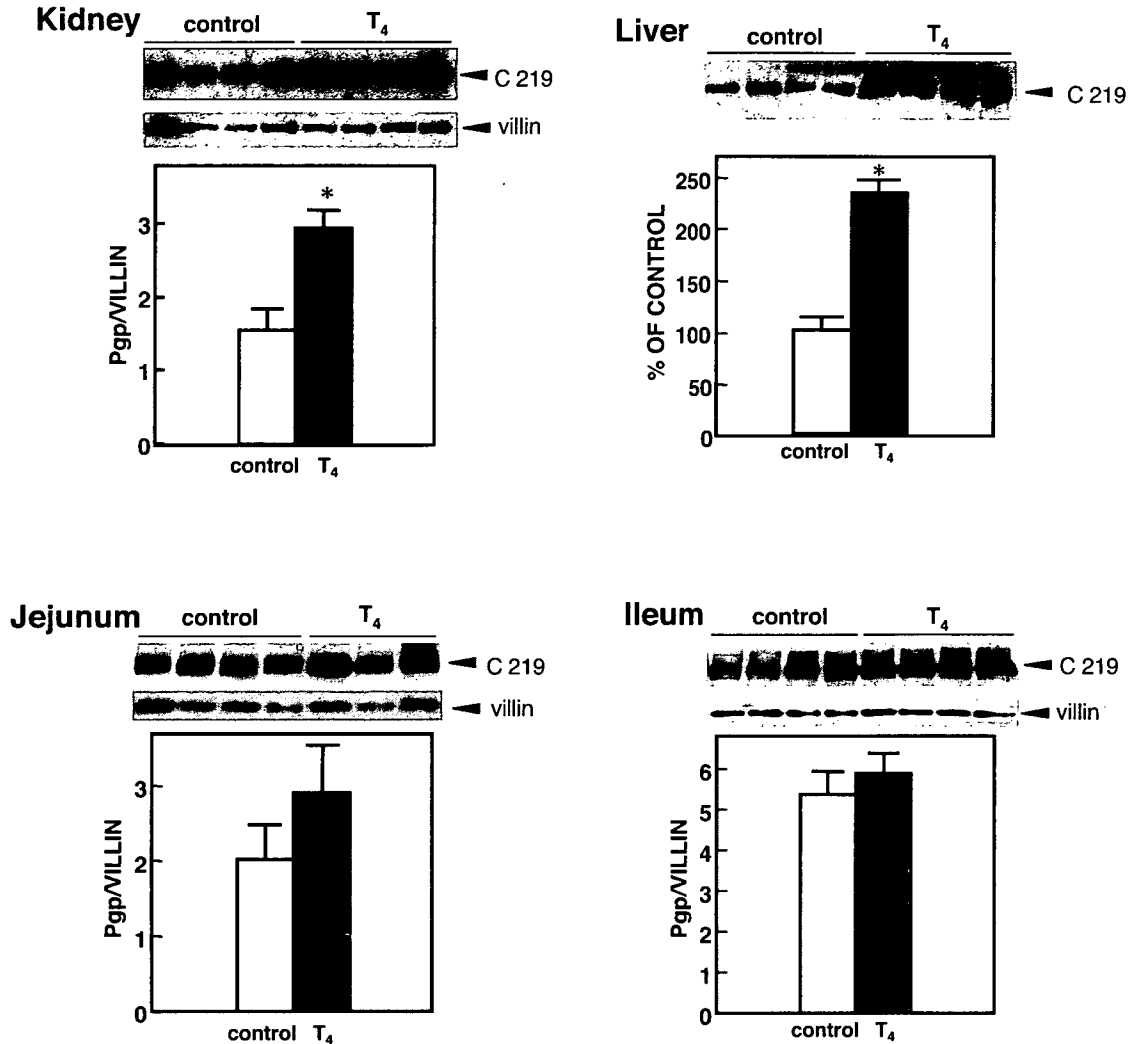 Kidney
control T₄
C 219
villin
*
3
2
1
0
Pgp/VILLIN
control T₄
Liver
control T₄
C 219
*
250
200
150
100
50
0
% OF CONTROL
control T₄
Jejunum
control T₄
C 219
villin
3
2
1
0
Pgp/VILLIN
control T₄
Ileum
control T₄
C 219
villin
6
5
4
3
2
1
0
Pgp/VILLIN
control T₄